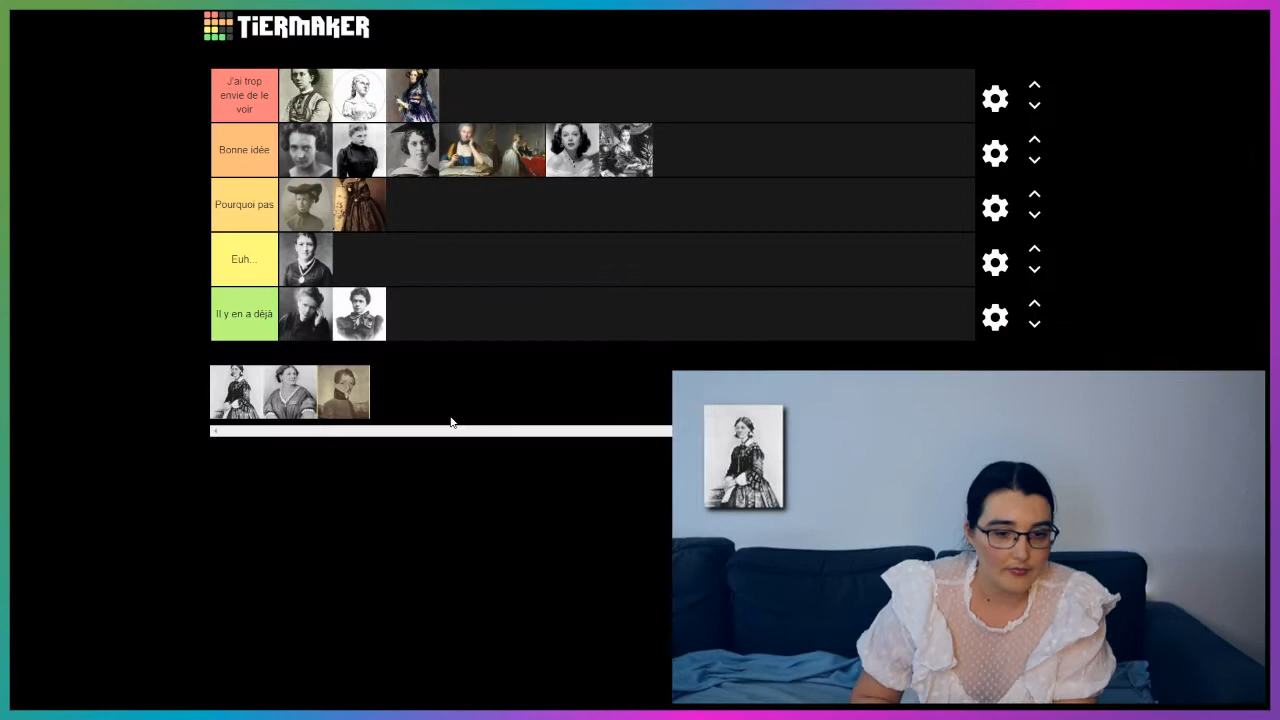 TiERMAKER
J'ai trop
envie de le
voir
Bonne idée
Pourquoi pas
Euh...
Il y en a déjà